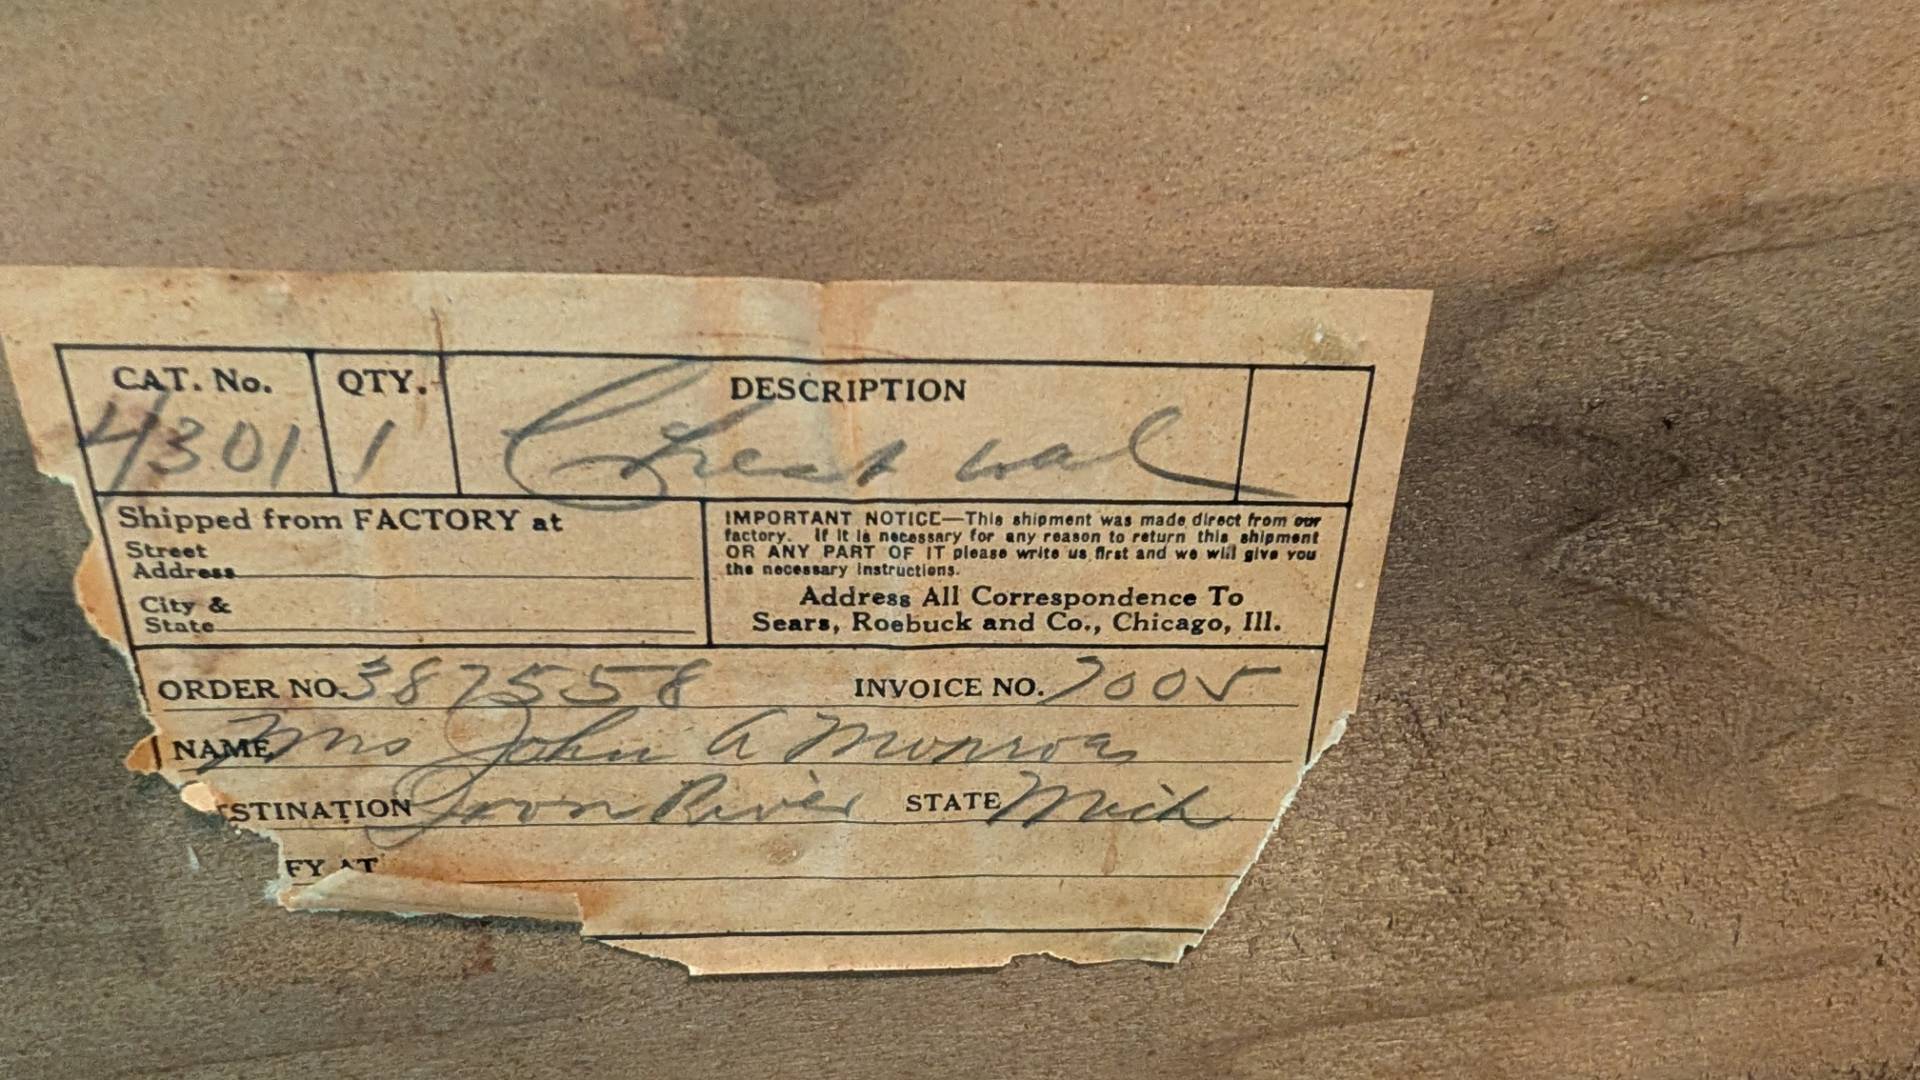 CAT. No. QTY. DESCRIPTION
4301 1 Chest wal
Shipped from FACTORY at
Street
Address
City &
State
IMPORTANT NOTICE—This shipment was made direct from our
factory. If it is necessary for any reason to return this shipment
OR ANY PART OF IT please write us first and we will give you
the necessary instructions.
Address All Correspondence To
Sears, Roebuck and Co., Chicago, Ill.
ORDER NO. 387558 INVOICE NO. 7005
NAME Mrs John A Monroe
ESTINATION Iron River STATE Mich
FY AT